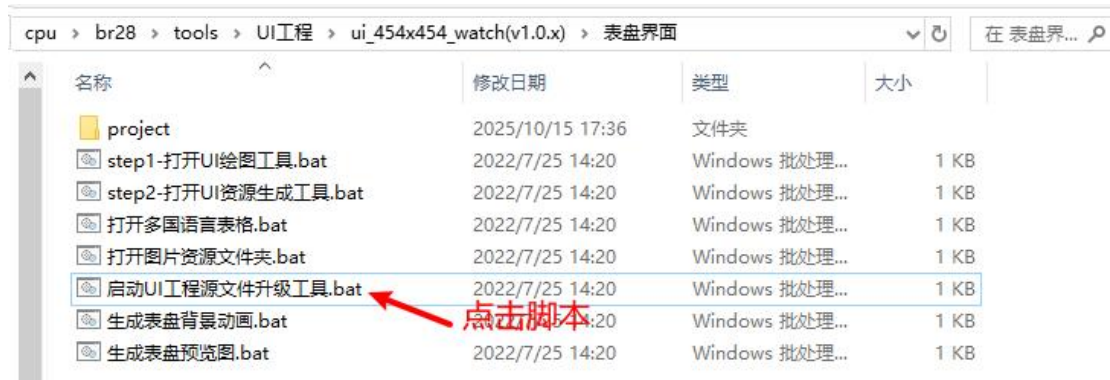 cpu > br28 > tools > UI工程 > ui_454x454_watch(v1.0.x) > 表盘界面 在 表盘界...
名称 修改日期 类型 大小
project 2025/10/15 17:36 文件夹
step1-打开UI绘图工具.bat 2022/7/25 14:20 Windows 批处理... 1 KB
step2-打开UI资源生成工具.bat 2022/7/25 14:20 Windows 批处理... 1 KB
打开多国语言表格.bat 2022/7/25 14:20 Windows 批处理... 1 KB
打开图片资源文件夹.bat 2022/7/25 14:20 Windows 批处理... 1 KB
启动UI工程源文件升级工具.bat 2022/7/25 14:20 Windows 批处理... 1 KB
点击脚本
生成表盘背景动画.bat 2022/7/25 14:20 Windows 批处理... 1 KB
生成表盘预览图.bat 2022/7/25 14:20 Windows 批处理... 1 KB